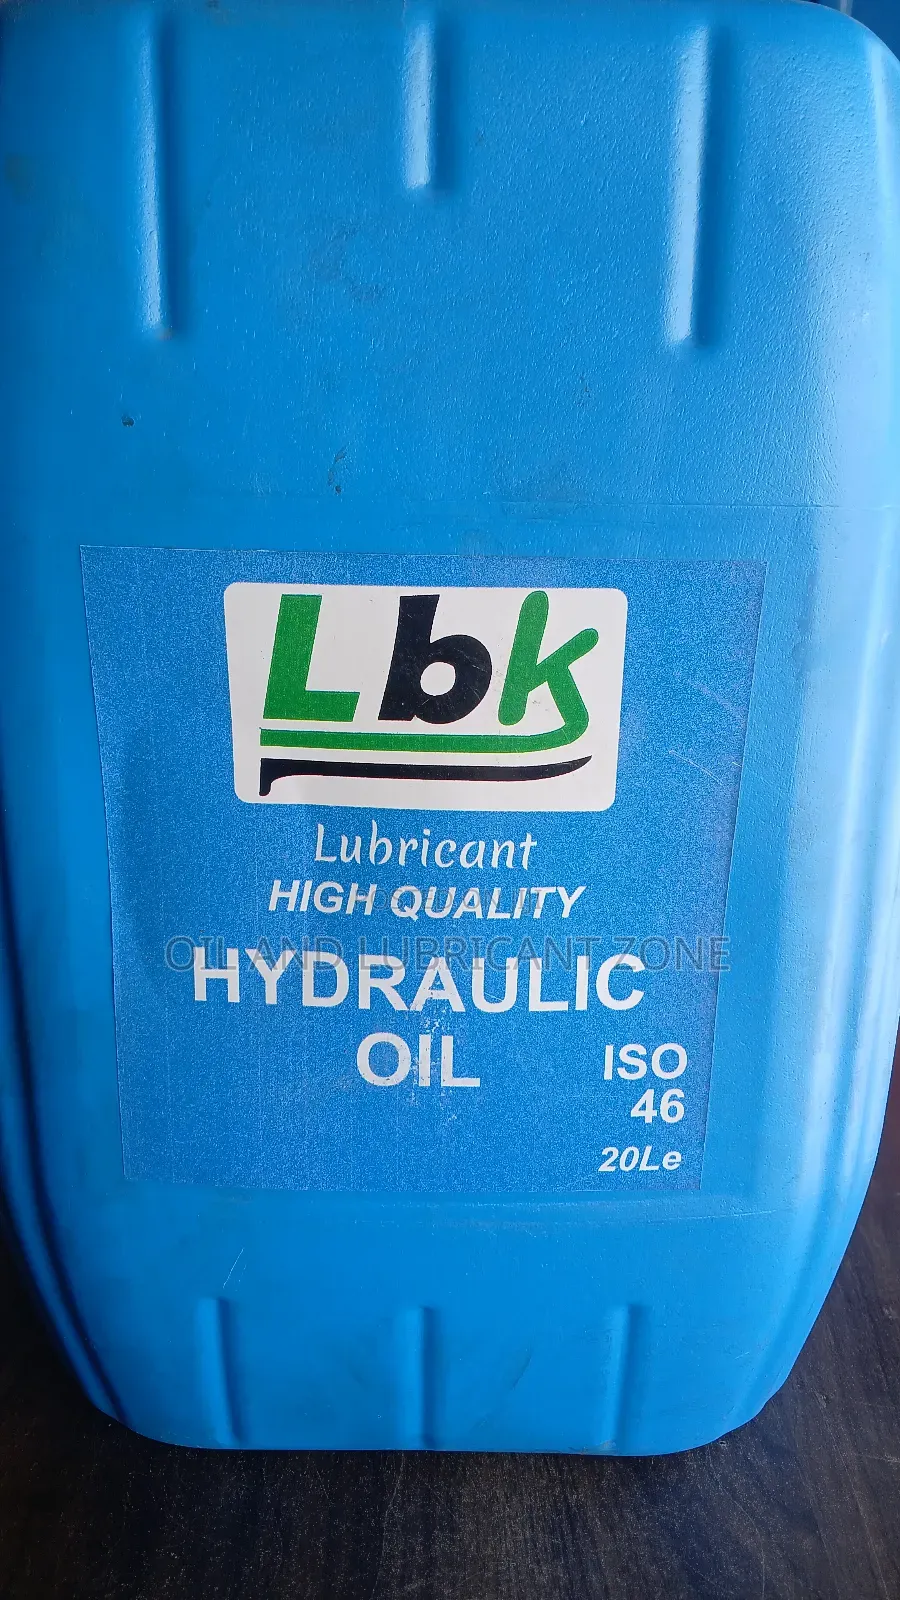 Lbk
Lubricant
HIGH QUALITY
OIL AND LUBRICANT ZONE
HYDRAULIC
OIL
ISO
46
20Le